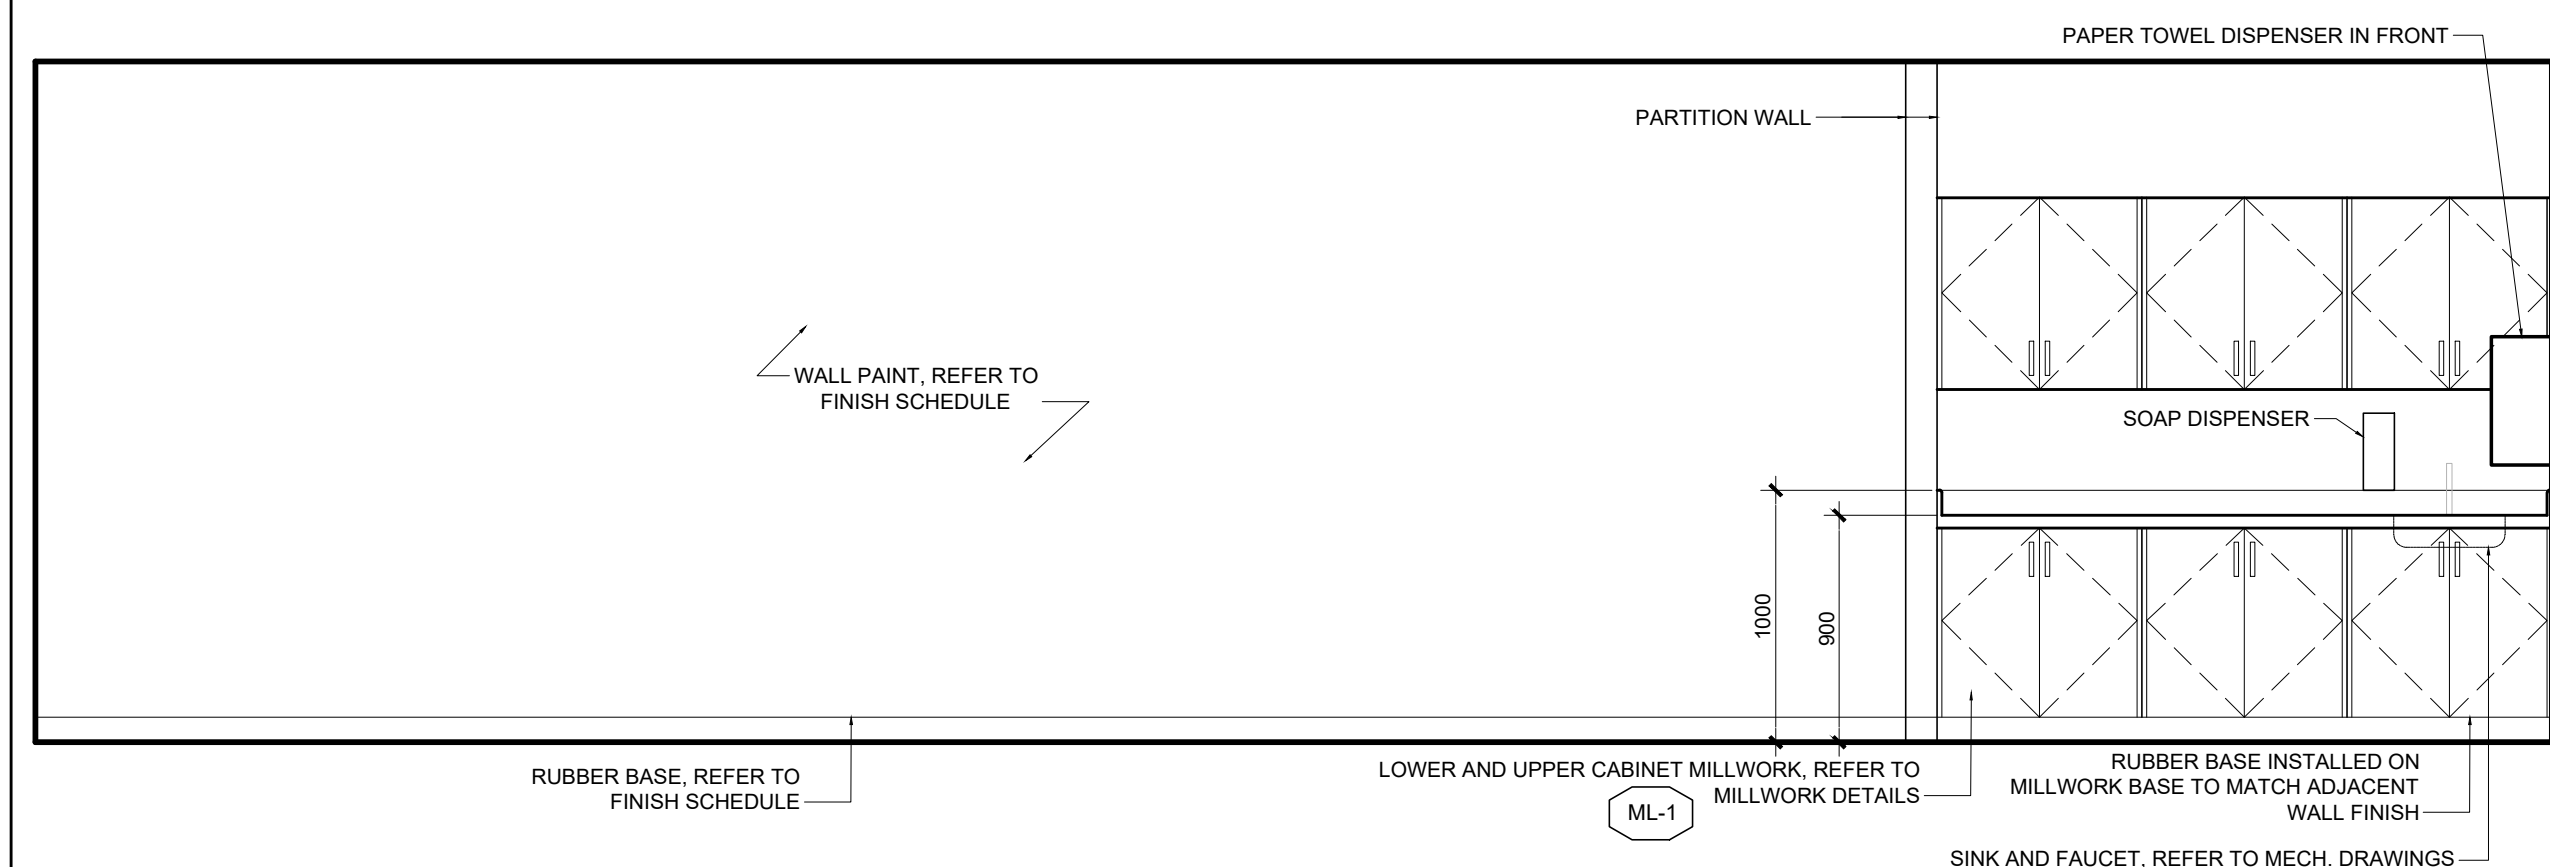 PAPER TOWEL DISPENSER IN FRONT
PARTITION WALL
WALL PAINT, REFER TO
FINISH SCHEDULE
SOAP DISPENSER
1000
900
RUBBER BASE, REFER TO
FINISH SCHEDULE
LOWER AND UPPER CABINET MILLWORK, REFER TO
MILLWORK DETAILS
ML-1
RUBBER BASE INSTALLED ON
MILLWORK BASE TO MATCH ADJACENT
WALL FINISH
SINK AND FAUCET, REFER TO MECH. DRAWINGS